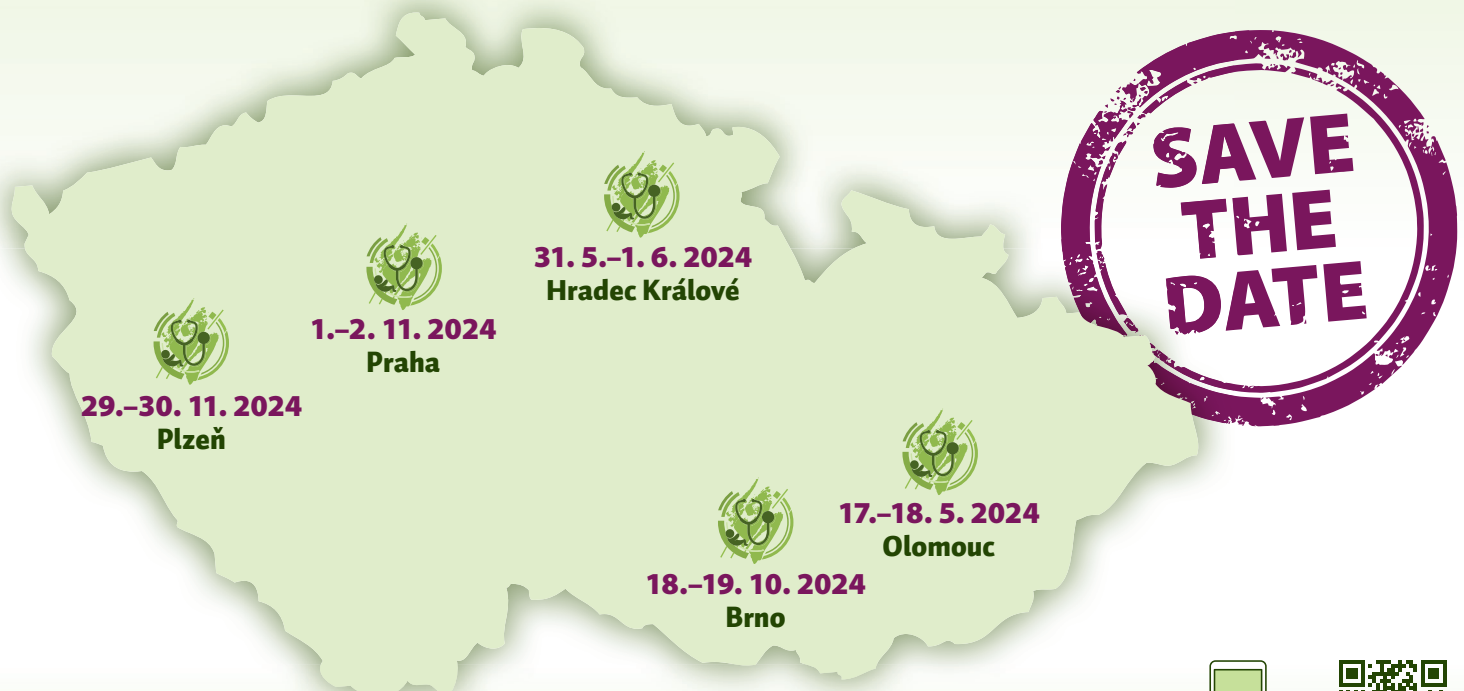 SAVE
THE
DATE
31. 5.–1. 6. 2024
Hradec Králové
1.–2. 11. 2024
Praha
29.–30. 11. 2024
Plzeň
17.–18. 5. 2024
Olomouc
18.–19. 10. 2024
Brno